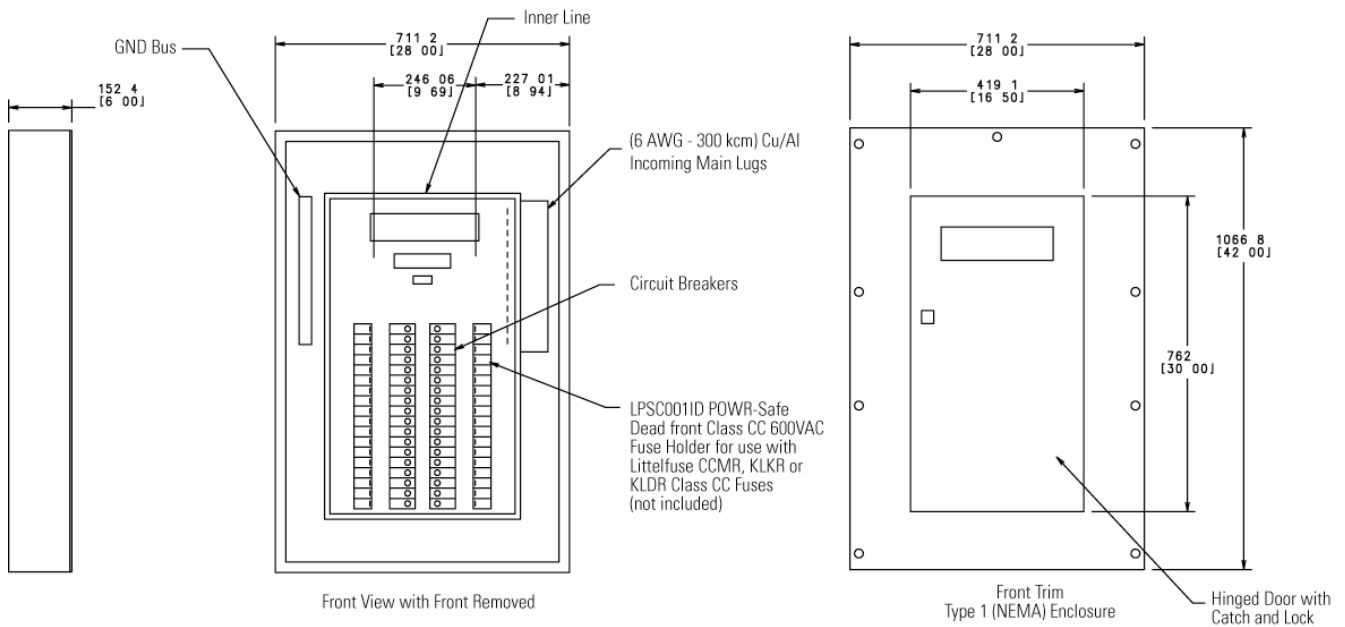 Inner Line
GND Bus
711 2
[28 00]
711 2
[28 00]
152 4
[6 00]
246 06
[9 69]
227 01
[8 94]
419 1
[16 50]
(6 AWG - 300 kcm) Cu/Al
Incoming Main Lugs
1066 8
[42 00]
Circuit Breakers
762
[30 00]
LPSC001ID POWR-Safe
Dead front Class CC 600VAC
Fuse Holder for use with
Littelfuse CCMR, KLKR or
KLDR Class CC Fuses
(not included)
Front View with Front Removed
Front Trim
Type 1 (NEMA) Enclosure
Hinged Door with
Catch and Lock